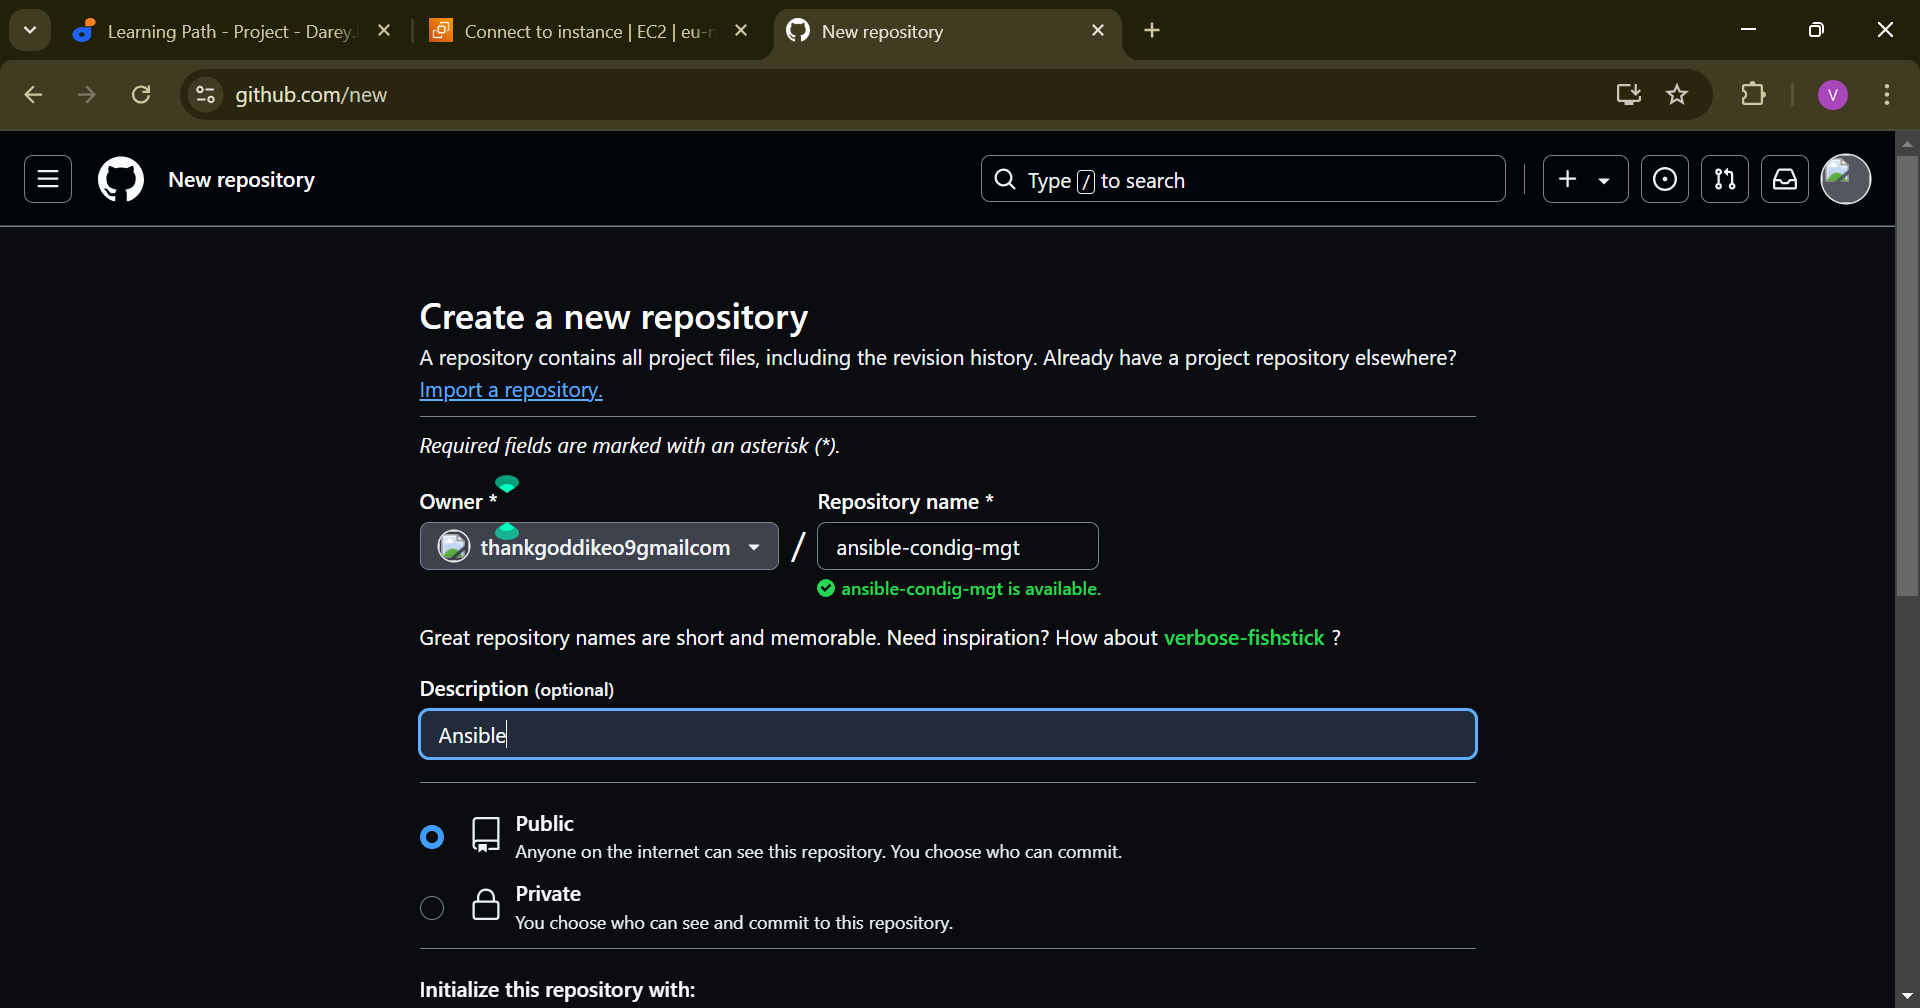 Learning Path - Project - Darey.i
Connect to instance | EC2 | eu-n
New repository
github.com/new
V
New repository
Type / to search
Create a new repository
A repository contains all project files, including the revision history. Already have a project repository elsewhere?
Import a repository.
Required fields are marked with an asterisk (*).
Owner *
Repository name *
thankgoddikeo9gmailcom
/
ansible-condig-mgt
ansible-condig-mgt is available.
Great repository names are short and memorable. Need inspiration? How about verbose-fishstick ?
Description (optional)
Ansible
Public
Anyone on the internet can see this repository. You choose who can commit.
Private
You choose who can see and commit to this repository.
Initialize this repository with: